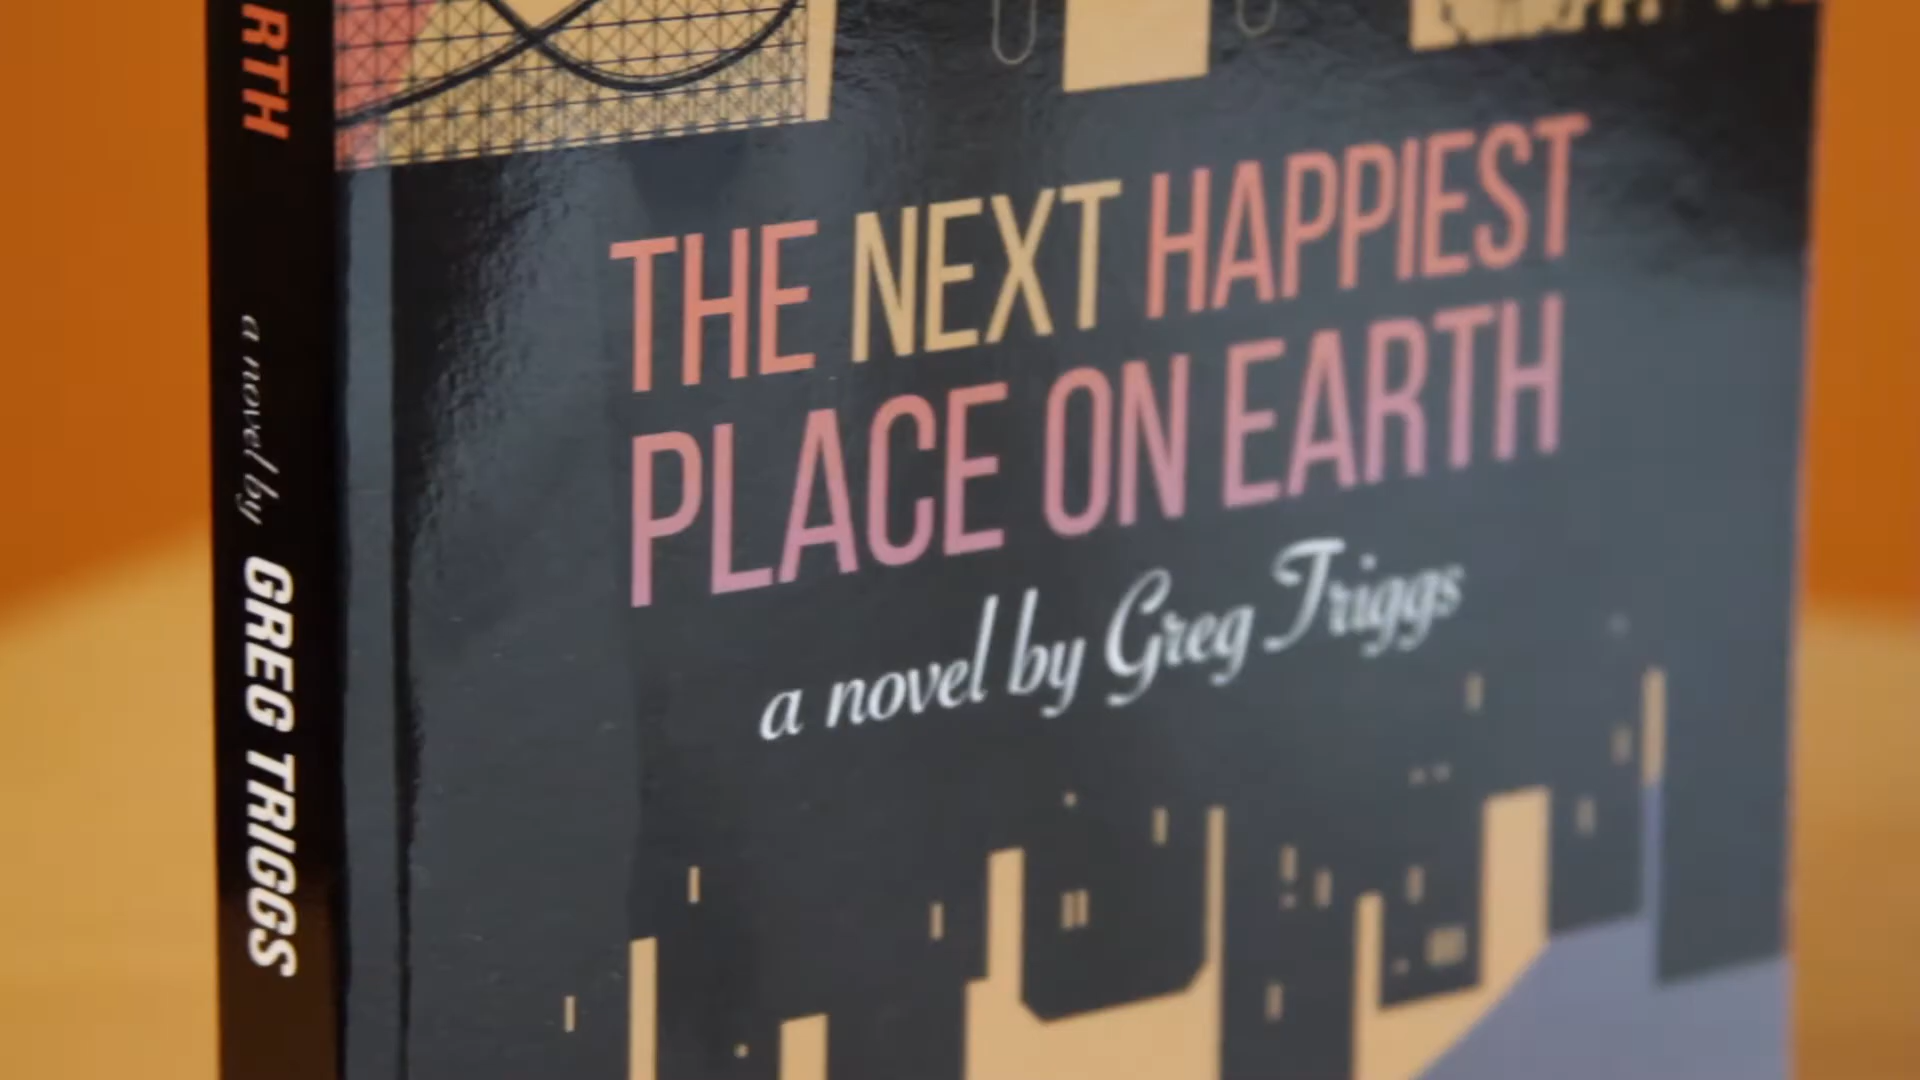 RTH
a novel by GREG TRIGGS
THE NEXT HAPPIEST
PLACE ON EARTH
a novel by Greg Triggs